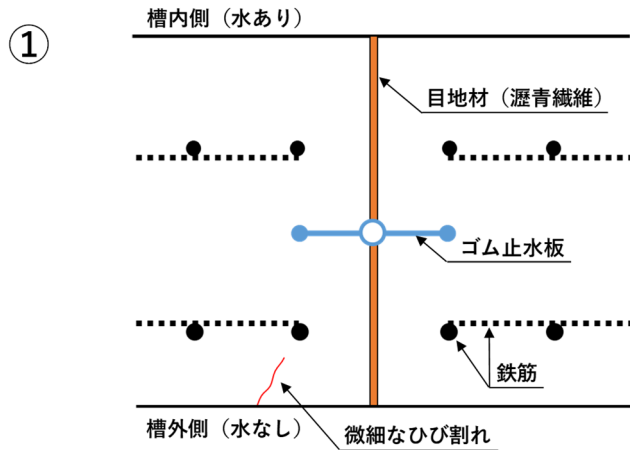 ①
槽内側（水あり）
目地材（瀝青繊維）
ゴム止水板
鉄筋
槽外側（水なし）
微細なひび割れ